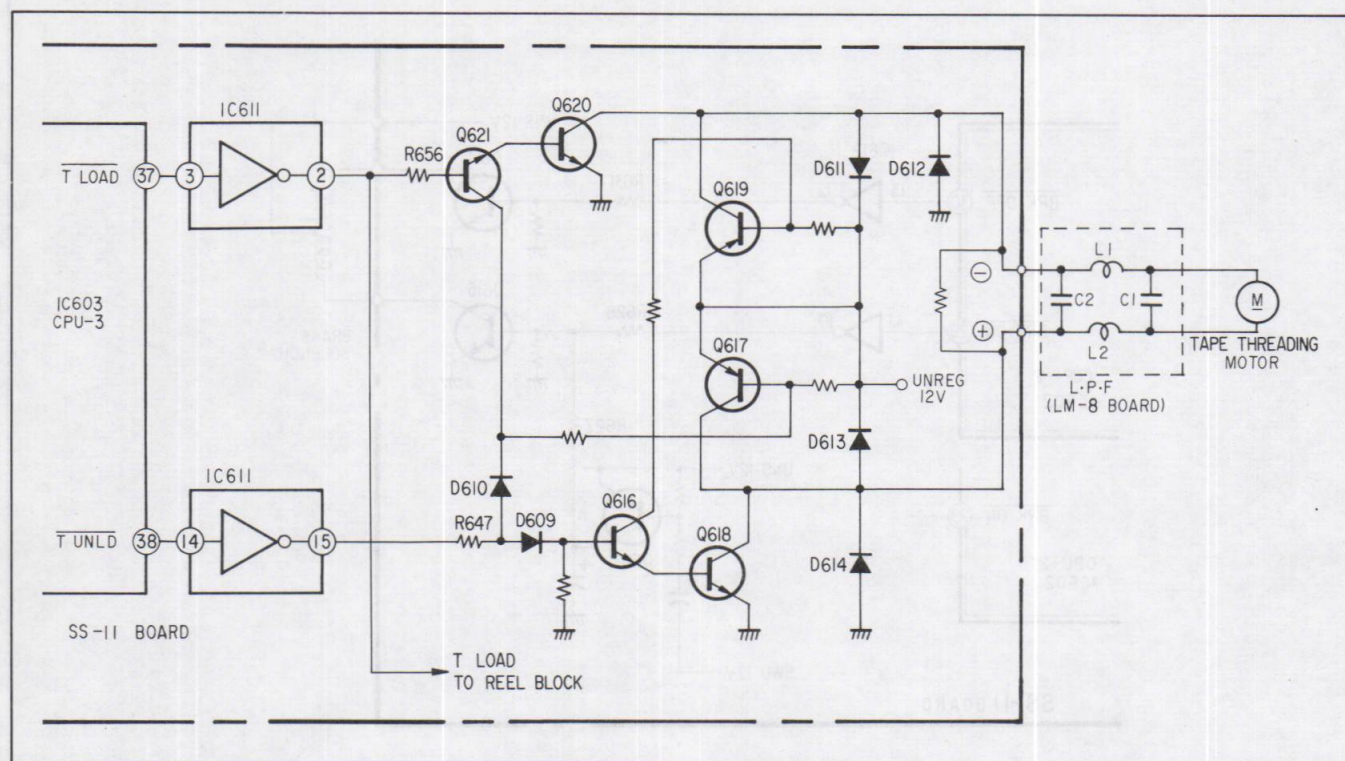 IC611
Q620
Q621
T LOAD
37
3
2
R656
D611
D612
Q619
IC603
CPU-3
L1
C2
C1
M
L2
TAPE THREADING
MOTOR
L·P·F
(LM-8 BOARD)
Q617
UNREG
12V
D613
IC611
D610
Q616
R647
D609
Q618
T UNLD
38
14
15
D614
SS-11 BOARD
T LOAD
TO REEL BLOCK